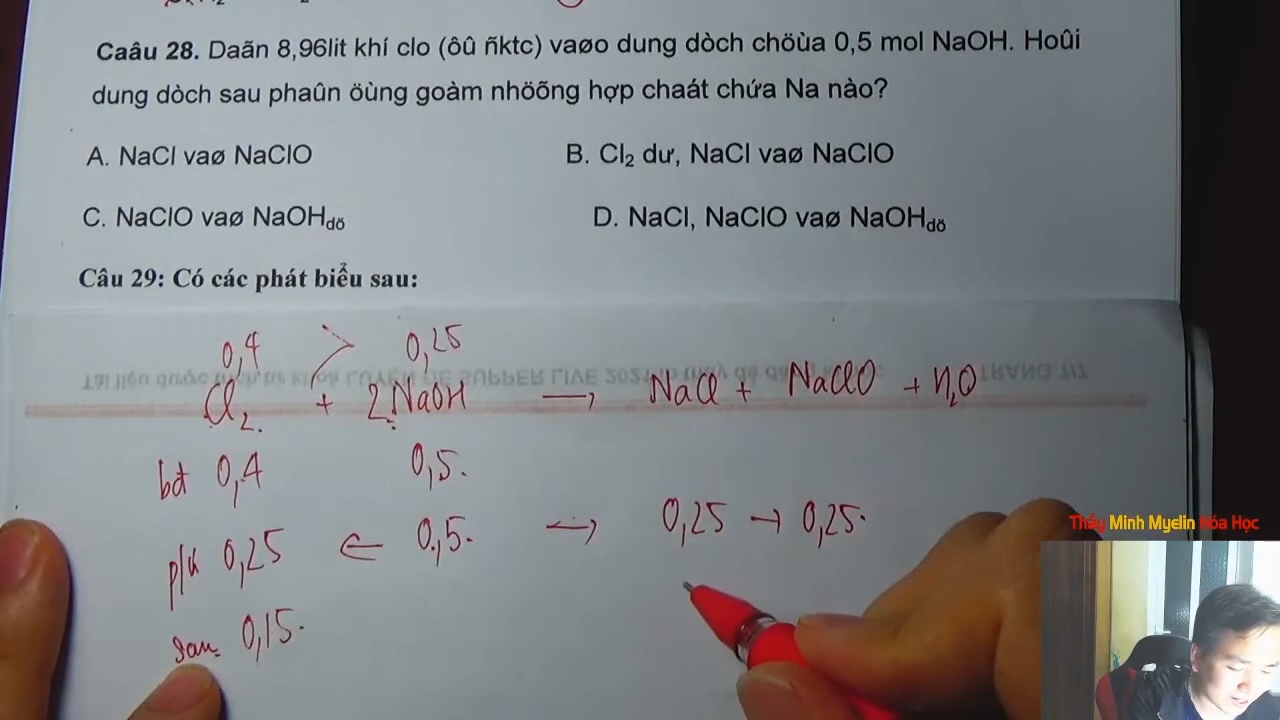 Caâu 28. Daãn 8,96lit khí clo (ôû ñktc) vaøo dung dòch chöùa 0,5 mol NaOH. Hoûi
dung dòch sau phaûn öùng goàm nhöõng hợp chaát chứa Na nào?
A. NaCl vaø NaClO
B. Cl₂ dư, NaCl vaø NaClO
C. NaClO vaø NaOHdö
D. NaCl, NaClO vaø NaOHdö
Câu 29: Có các phát biểu sau:
0,4 > 0,25
Cl₂ + 2NaOH → NaCl + NaClO + H₂O
bđ 0,4 0,5.
p/ứ 0,25 ← 0,5. → 0,25 → 0,25.
sau 0,15.
Thầy Minh Myelin Hóa Học